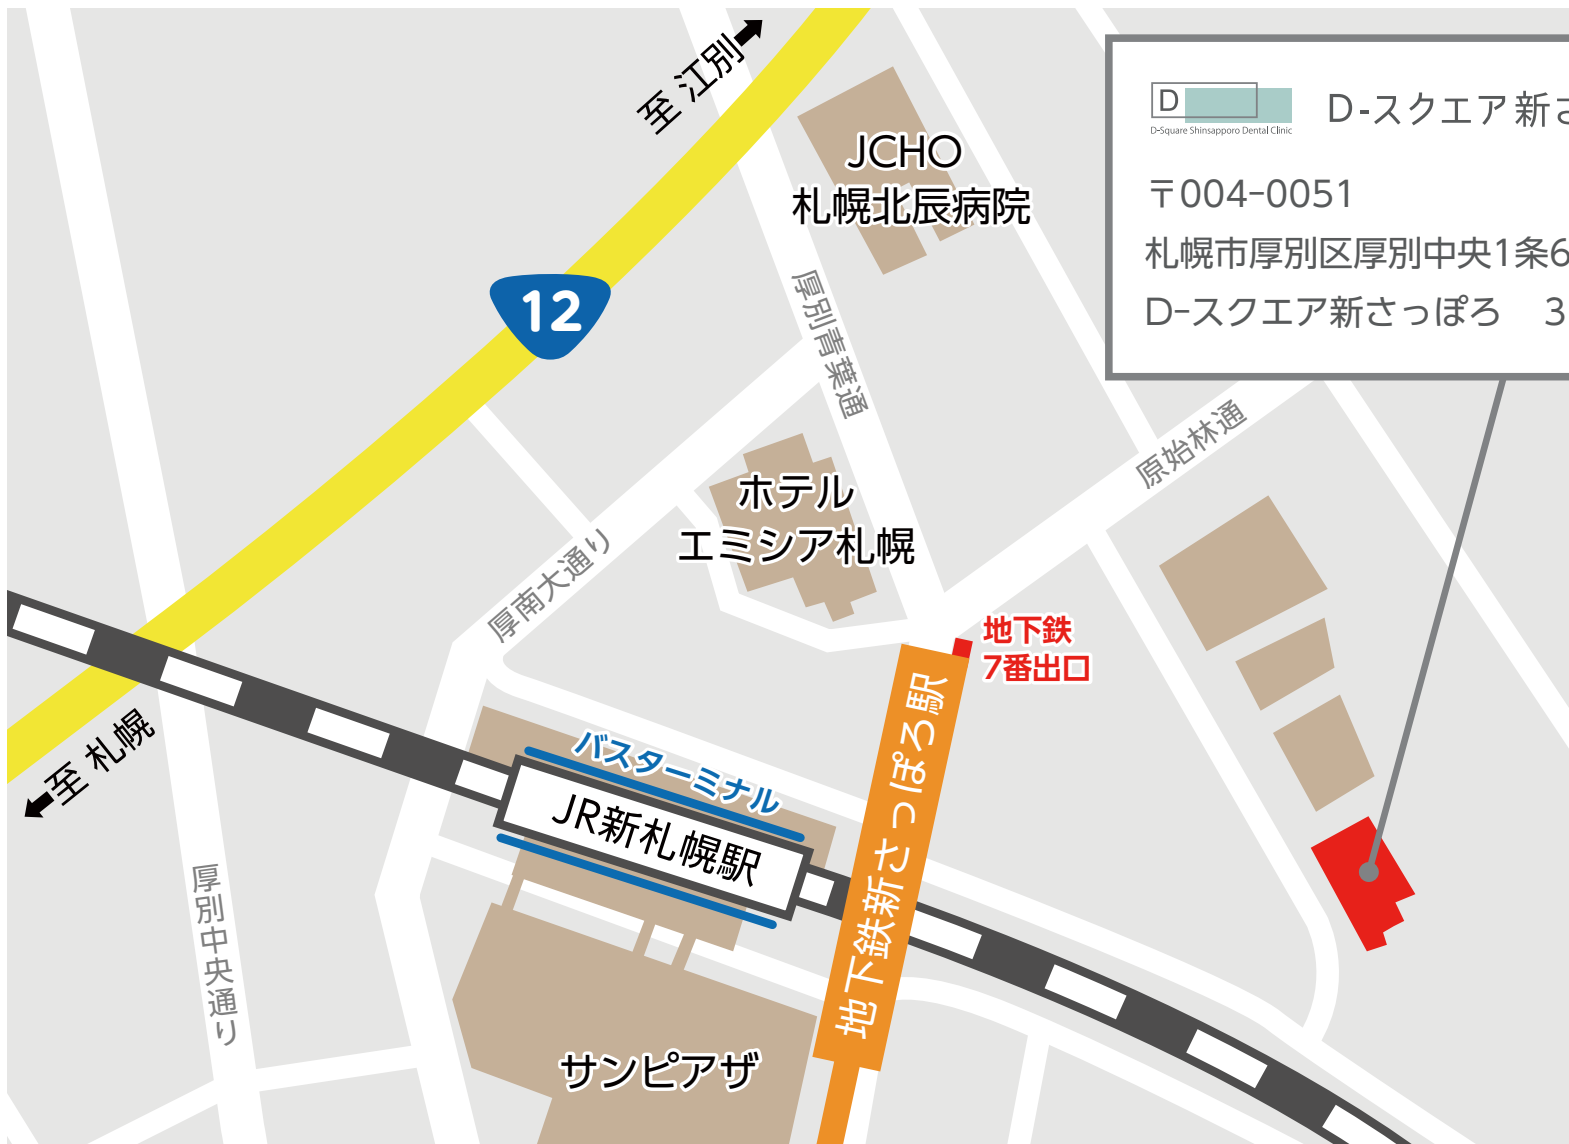 至 江別
JCHO
札幌北辰病院
D
D-Square Shinsapporo Dental Clinic
D-スクエア 新さ
〒004-0051
札幌市厚別区厚別中央1条6
D-スクエア新さっぽろ 3
12
厚別青葉通
原始林通
ホテル
エミシア札幌
厚南大通り
地下鉄
7番出口
地下鉄新さっぽろ駅
至 札幌
バスターミナル
JR新札幌駅
厚別中央通り
サンピアザ